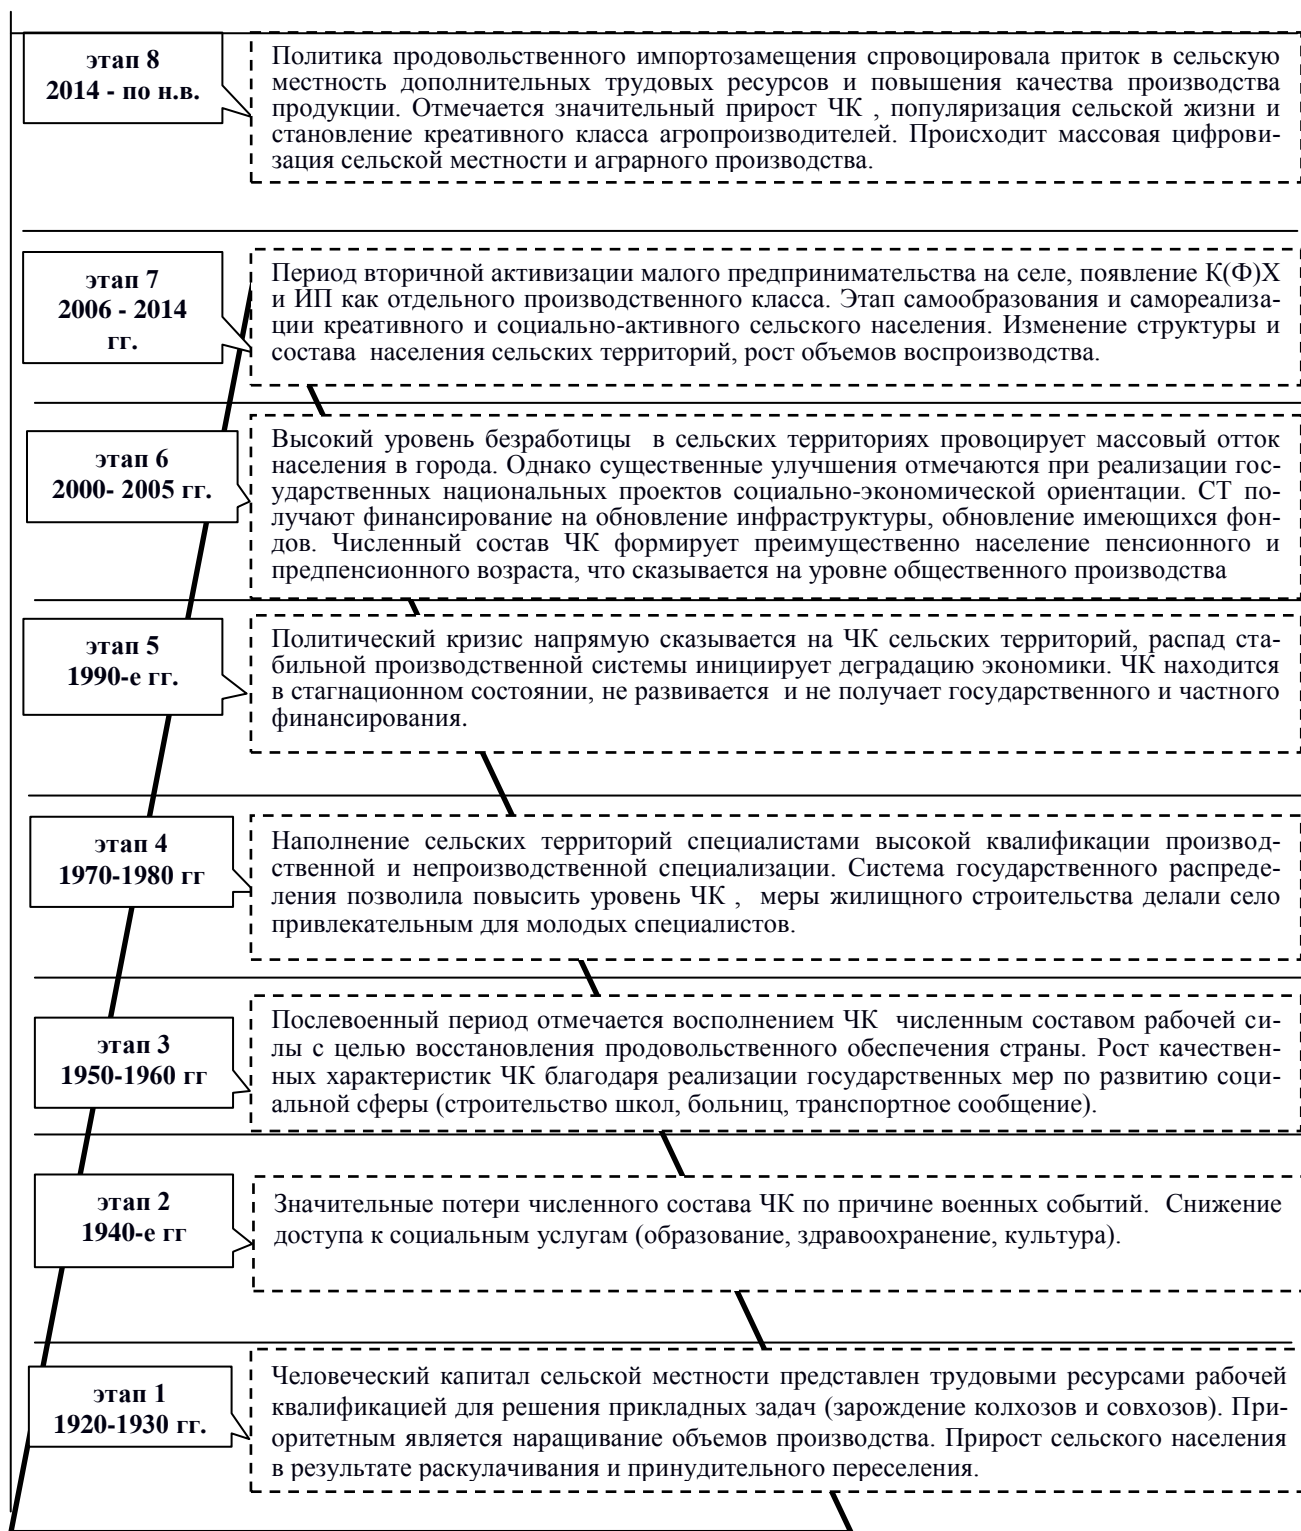 этап 8
2014 - по н.в.
Политика продовольственного импортозамещения спровоцировала приток в сельскую
местность дополнительных трудовых ресурсов и повышения качества производства
продукции. Отмечается значительный прирост ЧК , популяризация сельской жизни и
становление креативного класса агропроизводителей. Происходит массовая цифрови-
зация сельской местности и аграрного производства.
этап 7
2006 - 2014
гг.
Период вторичной активизации малого предпринимательства на селе, появление К(Ф)Х
и ИП как отдельного производственного класса. Этап самообразования и самореализа-
ции креативного и социально-активного сельского населения. Изменение структуры и
состава населения сельских территорий, рост объемов воспроизводства.
этап 6
2000- 2005 гг.
Высокий уровень безработицы в сельских территориях провоцирует массовый отток
населения в города. Однако существенные улучшения отмечаются при реализации гос-
ударственных национальных проектов социально-экономической ориентации. СТ по-
лучают финансирование на обновление инфраструктуры, обновление имеющихся фон-
дов. Численный состав ЧК формирует преимущественно население пенсионного и
предпенсионного возраста, что сказывается на уровне общественного производства
этап 5
1990-е гг.
Политический кризис напрямую сказывается на ЧК сельских территорий, распад ста-
бильной производственной системы инициирует деградацию экономики. ЧК находится
в стагнационном состоянии, не развивается и не получает государственного и частного
финансирования.
этап 4
1970-1980 гг
Наполнение сельских территорий специалистами высокой квалификации производ-
ственной и непроизводственной специализации. Система государственного распреде-
ления позволила повысить уровень ЧК , меры жилищного строительства делали село
привлекательным для молодых специалистов.
этап 3
1950-1960 гг
Послевоенный период отмечается восполнением ЧК численным составом рабочей си-
лы с целью восстановления продовольственного обеспечения страны. Рост качествен-
ных характеристик ЧК благодаря реализации государственных мер по развитию соци-
альной сферы (строительство школ, больниц, транспортное сообщение).
этап 2
1940-е гг
Значительные потери численного состава ЧК по причине военных событий. Снижение
доступа к социальным услугам (образование, здравоохранение, культура).
этап 1
1920-1930 гг.
Человеческий капитал сельской местности представлен трудовыми ресурсами рабочей
квалификацией для решения прикладных задач (зарождение колхозов и совхозов). При-
оритетным является наращивание объемов производства. Прирост сельского населения
в результате раскулачивания и принудительного переселения.